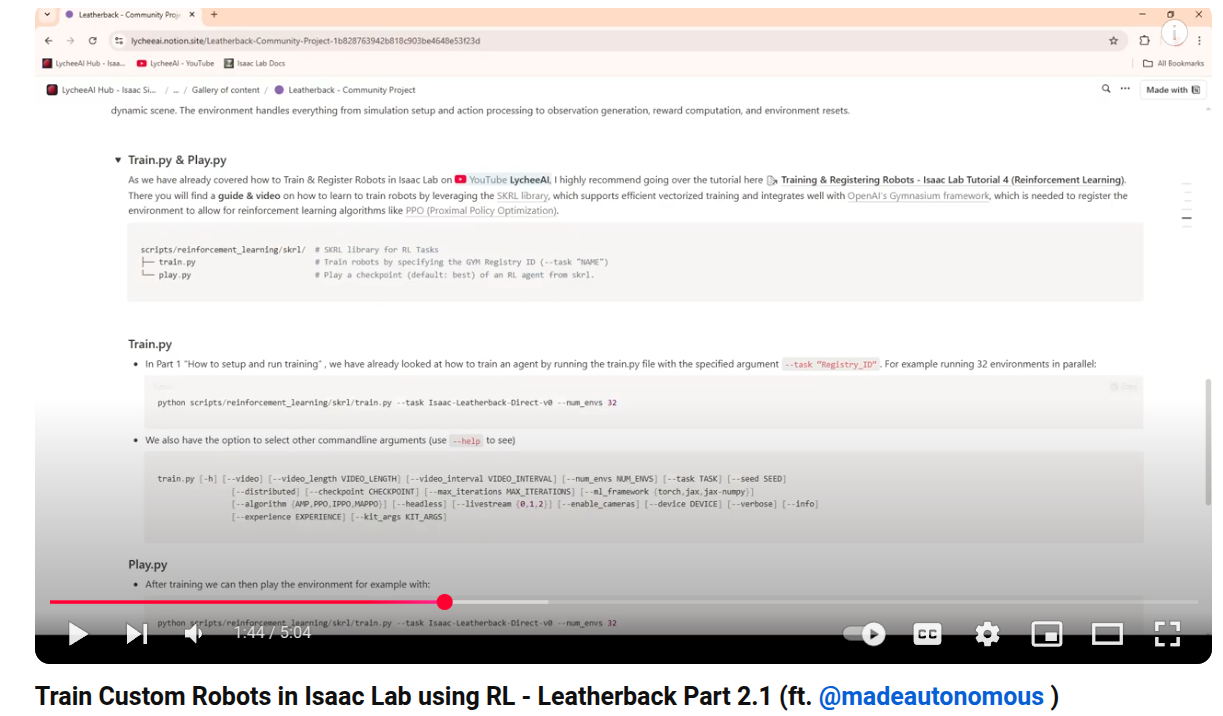 Leatherback - Community Proj
lycheeai.notion.site/Leatherback-Community-Project-1b828763942b818c903be4648e53f23d
LycheeAI Hub - Isaa... LycheeAI - YouTube Isaac Lab Docs All Bookmarks
LycheeAI Hub - Isaac Si... / ... / Gallery of content / Leatherback - Community Project Made with
dynamic scene. The environment handles everything from simulation setup and action processing to observation generation, reward computation, and environment resets.
Train.py & Play.py
As we have already covered how to Train & Register Robots in Isaac Lab on YouTube LycheeAI, I highly recommend going over the tutorial here Training & Registering Robots - Isaac Lab Tutorial 4 (Reinforcement Learning).
There you will find a guide & video on how to learn to train robots by leveraging the SKRL library, which supports efficient vectorized training and integrates well with OpenAI's Gymnasium framework, which is needed to register the
environment to allow for reinforcement learning algorithms like PPO (Proximal Policy Optimization).
scripts/reinforcement_learning/skrl/ # SKRL library for RL Tasks
├── train.py # Train robots by specifying the GYM Registry ID (--task "NAME")
└── play.py # Play a checkpoint (default: best) of an RL agent from skrl.
Train.py
• In Part 1 "How to setup and run training" , we have already looked at how to train an agent by running the train.py file with the specified argument --task "Registry_ID" . For example running 32 environments in parallel:
Python Copy
python scripts/reinforcement_learning/skrl/train.py --task Isaac-Leatherback-Direct-v0 --num_envs 32
• We also have the option to select other commandline arguments (use --help to see)
train.py [-h] [--video] [--video_length VIDEO_LENGTH] [--video_interval VIDEO_INTERVAL] [--num_envs NUM_ENVS] [--task TASK] [--seed SEED]
[--distributed] [--checkpoint CHECKPOINT] [--max_iterations MAX_ITERATIONS] [--ml_framework {torch,jax,jax-numpy}]
[--algorithm {AMP,PPO,IPPO,MAPPO}] [--headless] [--livestream {0,1,2}] [--enable_cameras] [--device DEVICE] [--verbose] [--info]
[--experience EXPERIENCE] [--kit_args KIT_ARGS]
Play.py
• After training we can then play the environment for example with:
python scripts/reinforcement_learning/skrl/play.py --task Isaac-Leatherback-Direct-v0 --num_envs 32
1:44 / 5:04
CC
Train Custom Robots in Isaac Lab using RL - Leatherback Part 2.1 (ft. @madeautonomous )